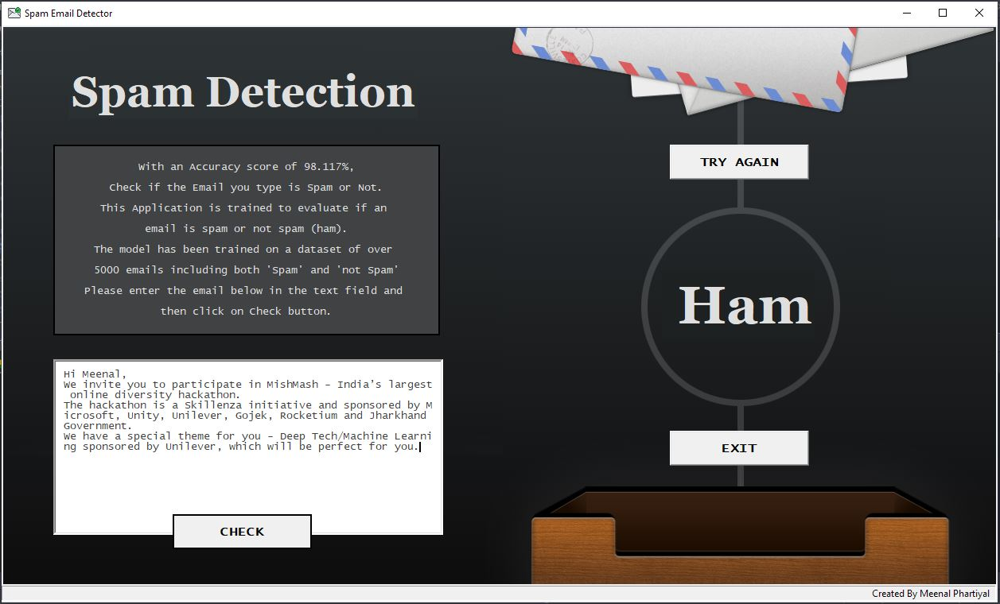 Spam Email Detector
Spam Detection
With an Accuracy score of 98.117%,
Check if the Email you type is Spam or Not.
This Application is trained to evaluate if an
email is spam or not spam (ham).
The model has been trained on a dataset of over
5000 emails including both 'Spam' and 'not Spam'
Please enter the email below in the text field and
then click on Check button.
Hi Meenal,
We invite you to participate in MishMash – India’s largest
online diversity hackathon.
The hackathon is a Skillenza initiative and sponsored by M
icrosoft, Unity, Unilever, Gojek, Rocketium and Jharkhand
Government.
We have a special theme for you – Deep Tech/Machine Learni
ng sponsored by Unilever, which will be perfect for you.
CHECK
TRY AGAIN
Ham
EXIT
Created By Meenal Phartiyal